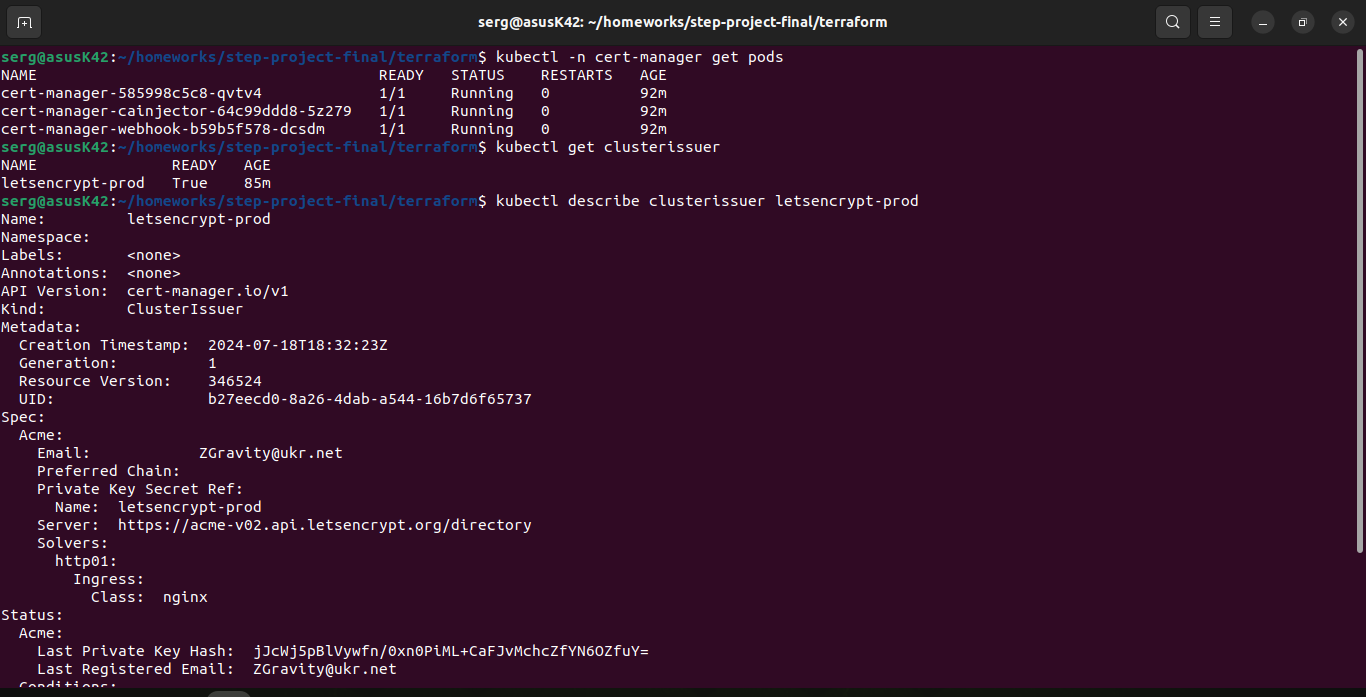 serg@asusK42: ~/homeworks/step-project-final/terraform
serg@asusK42:~/homeworks/step-project-final/terraform$ kubectl -n cert-manager get pods
NAME                                      READY   STATUS    RESTARTS   AGE
cert-manager-585998c5c8-qvtv4             1/1     Running   0          92m
cert-manager-cainjector-64c99ddd8-5z279   1/1     Running   0          92m
cert-manager-webhook-b59b5f578-dcsdm      1/1     Running   0          92m
serg@asusK42:~/homeworks/step-project-final/terraform$ kubectl get clusterissuer
NAME               READY   AGE
letsencrypt-prod   True    85m
serg@asusK42:~/homeworks/step-project-final/terraform$ kubectl describe clusterissuer letsencrypt-prod
Name:         letsencrypt-prod
Namespace:
Labels:       <none>
Annotations:  <none>
API Version:  cert-manager.io/v1
Kind:         ClusterIssuer
Metadata:
  Creation Timestamp:  2024-07-18T18:32:23Z
  Generation:          1
  Resource Version:    346524
  UID:                 b27eecd0-8a26-4dab-a544-16b7d6f65737
Spec:
  Acme:
    Email:            ZGravity@ukr.net
    Preferred Chain:
    Private Key Secret Ref:
      Name:  letsencrypt-prod
    Server:  https://acme-v02.api.letsencrypt.org/directory
    Solvers:
      http01:
        Ingress:
          Class:  nginx
Status:
  Acme:
    Last Private Key Hash:  jJcWj5pBlVywfn/0xn0PiML+CaFJvMchcZfYN6OZfuY=
    Last Registered Email:  ZGravity@ukr.net
  Conditions: